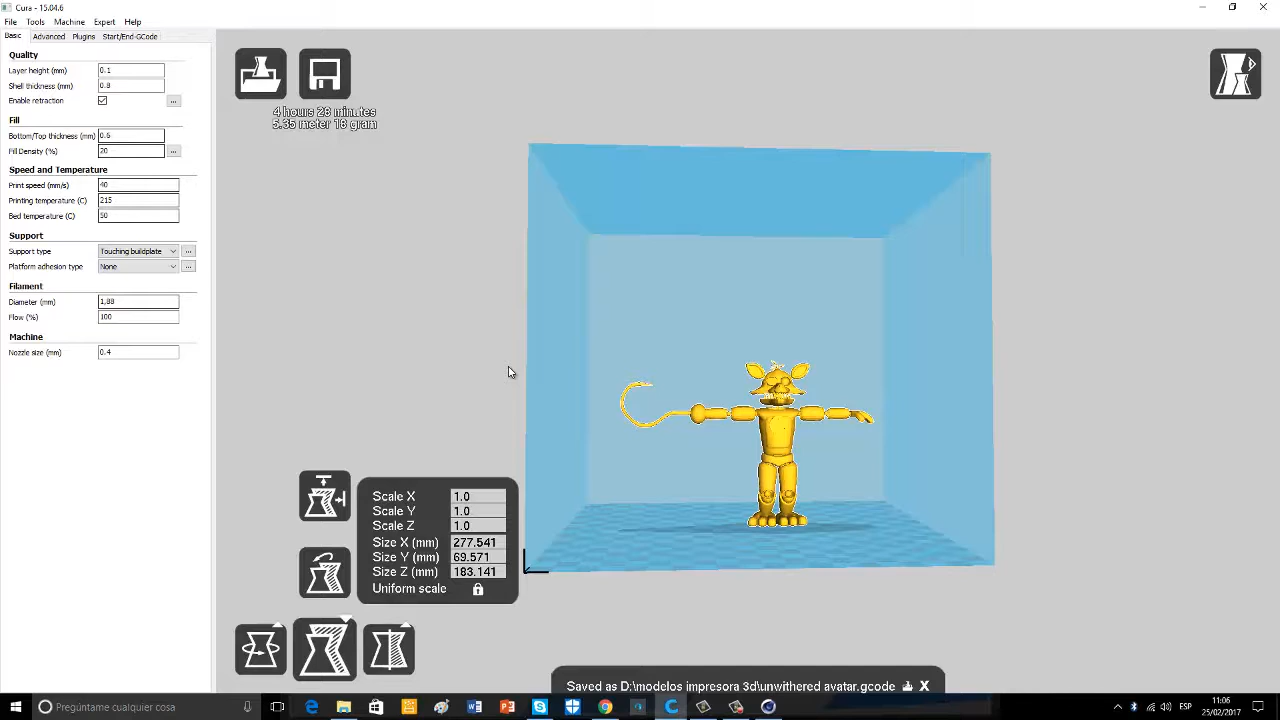 Cura - 15.04.6
File Tools Machine Expert Help
Basic Advanced Plugins Start/End-GCode
Quality
Layer height (mm) 0.1
Shell thickness (mm) 0.8
Enable retraction ...
Fill
Bottom/Top thickness (mm) 0.6
Fill Density (%) 20 ...
Speed and Temperature
Print speed (mm/s) 40
Printing temperature (C) 215
Bed temperature (C) 50
Support
Support type Touching buildplate ...
Platform adhesion type None ...
Filament
Diameter (mm) 1,88
Flow (%) 100
Machine
Nozzle size (mm) 0.4
4 hours 28 minutes
5.35 meter 16 gram
Scale X 1.0
Scale Y 1.0
Scale Z 1.0
Size X (mm) 277.541
Size Y (mm) 69.571
Size Z (mm) 183.141
Uniform scale
Saved as D:\modelos impresora 3d\unwithered avatar.gcode X
Pregúntame cualquier cosa
ESP
11:06
25/02/2017